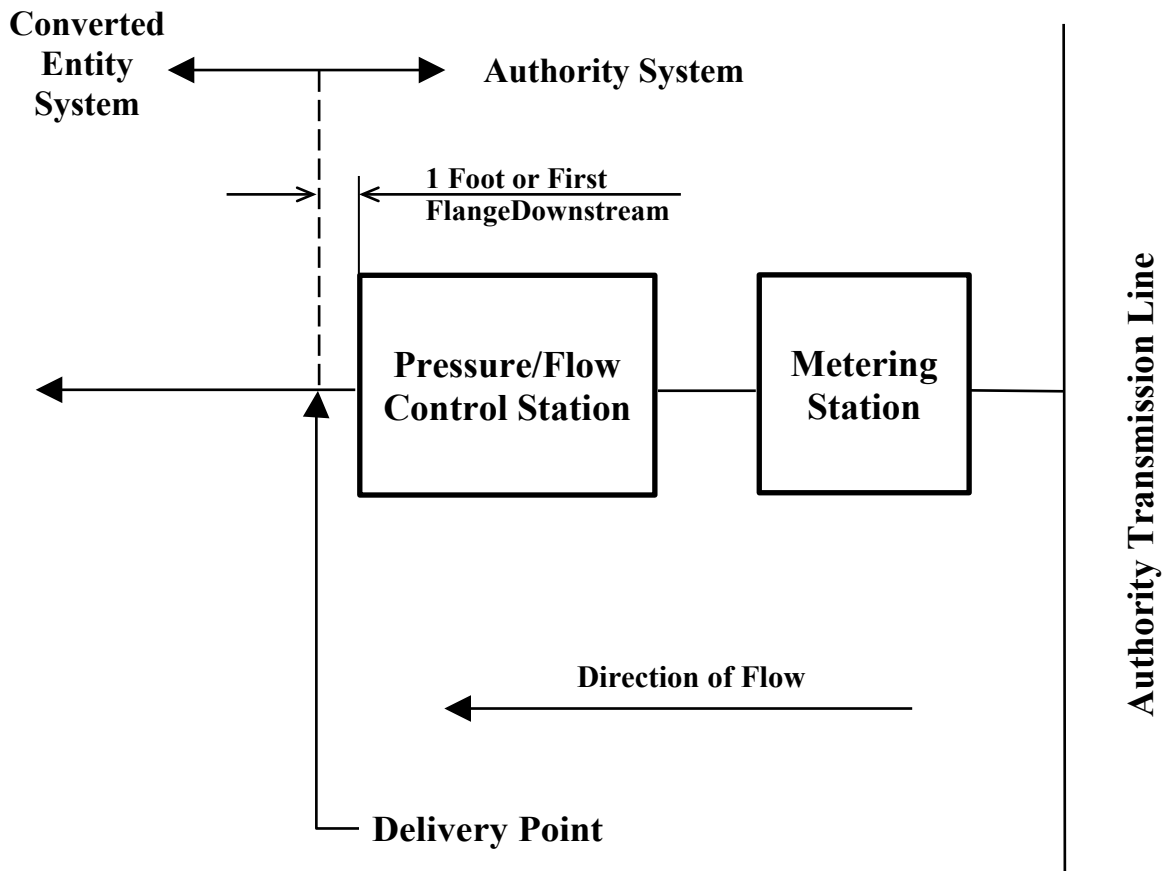 Converted
Entity
System
Authority System
1 Foot or First
FlangeDownstream
Pressure/Flow
Control Station
Metering
Station
Authority Transmission Line
Direction of Flow
Delivery Point